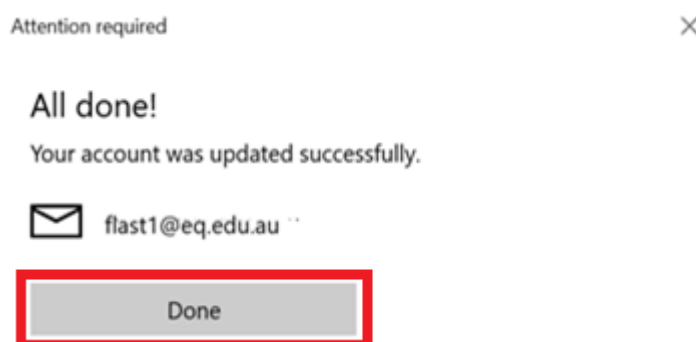 Attention required
All done!
Your account was updated successfully.
flast1@eq.edu.au
Done